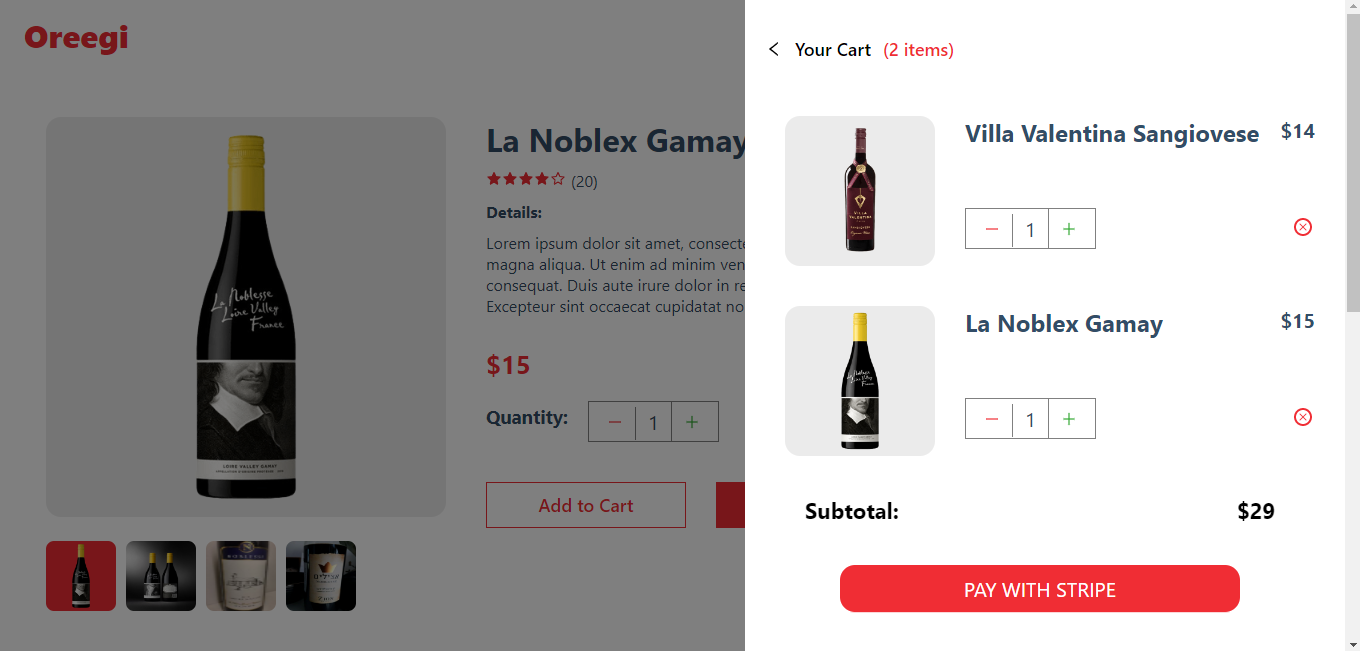 Oreegi
La Noblex Gamay
(20)
Details:
Lorem ipsum dolor sit amet, consecte
magna aliqua. Ut enim ad minim ven
consequat. Duis aute irure dolor in re
Excepteur sint occaecat cupidatat no
$15
Quantity:
− 1 +
Add to Cart
La Noblesse
Loire Valley
France
LOIRE VALLEY GAMAY
Your Cart (2 items)
Villa Valentina Sangiovese $14
VILLA
VALENTINA
− 1 +
La Noblex Gamay $15
− 1 +
Subtotal: $29
PAY WITH STRIPE